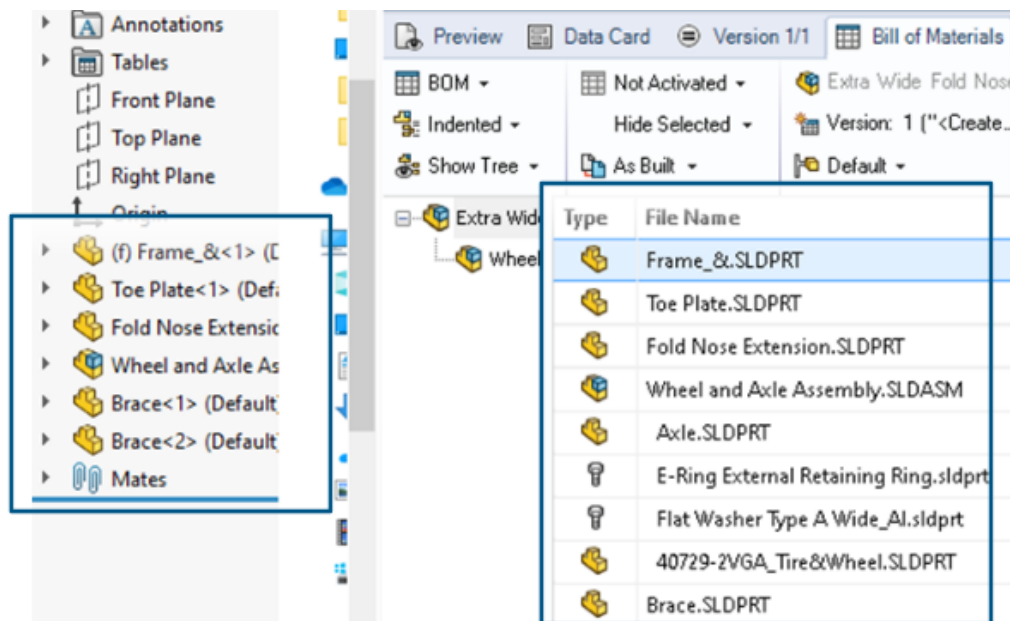 Annotations
Tables
Front Plane
Top Plane
Right Plane
Origin
(f) Frame_&<1> (D
Toe Plate<1> (Defa
Fold Nose Extensio
Wheel and Axle As
Brace<1> (Default
Brace<2> (Default
Mates
Preview Data Card Version 1/1 Bill of Materials
BOM Not Activated Extra Wide Fold Nose
Indented Hide Selected Version: 1 ("<Create..
Show Tree As Built Default
Extra Wid
Wheel
Type File Name
Frame_&.SLDPRT
Toe Plate.SLDPRT
Fold Nose Extension.SLDPRT
Wheel and Axle Assembly.SLDASM
Axle.SLDPRT
E-Ring External Retaining Ring.sldprt
Flat Washer Type A Wide_AI.sldprt
40729-2VGA_Tire&Wheel.SLDPRT
Brace.SLDPRT